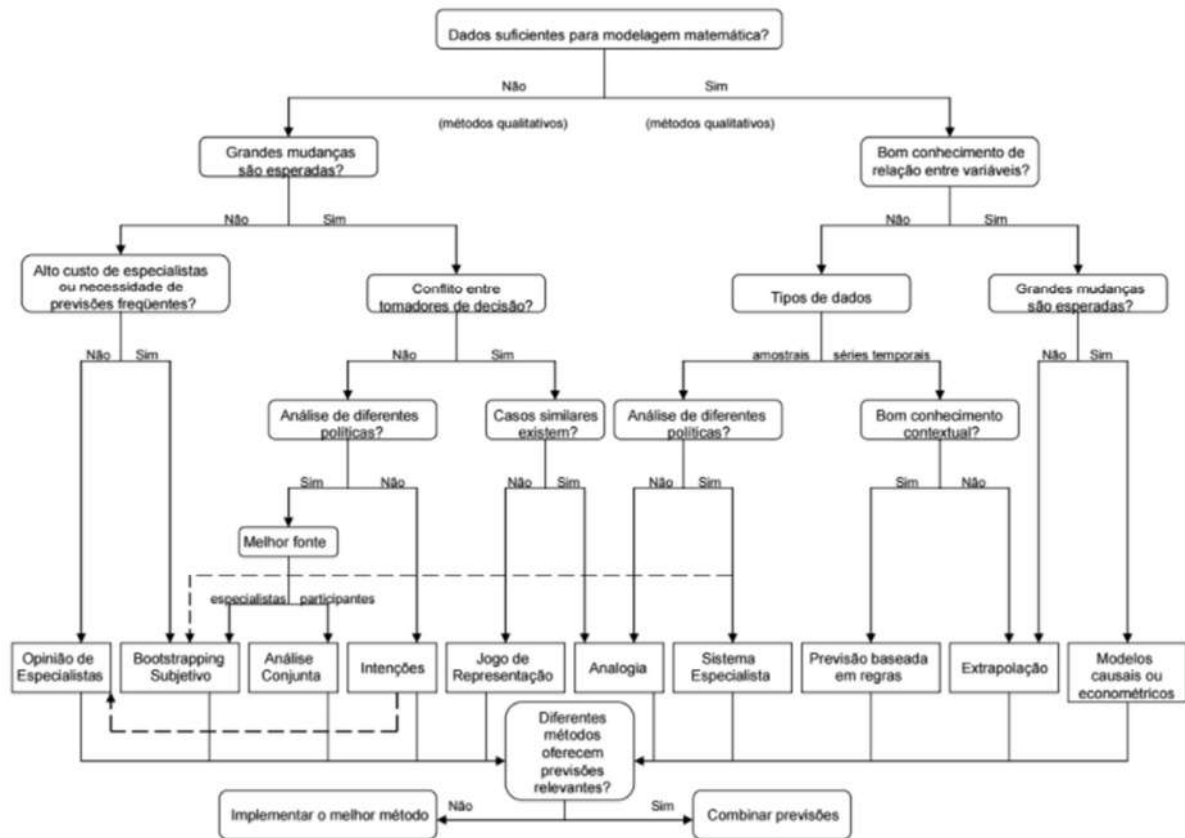 Dados suficientes para modelagem matemática?
Não
Sim
(métodos qualitativos)
(métodos qualitativos)
Grandes mudanças
são esperadas?
Bom conhecimento de
relação entre variáveis?
Não
Sim
Não
Sim
Alto custo de especialistas
ou necessidade de
previsões freqüentes?
Conflito entre
tomadores de decisão?
Tipos de dados
Grandes mudanças
são esperadas?
Não
Sim
Não
Sim
amostrais
séries temporais
Não
Sim
Análise de diferentes
políticas?
Casos similares
existem?
Análise de diferentes
políticas?
Bom conhecimento
contextual?
Sim
Não
Não
Sim
Não
Sim
Sim
Não
Melhor fonte
especialistas
participantes
Opinião de
Especialistas
Bootstrapping
Subjetivo
Análise
Conjunta
Intenções
Jogo de
Representação
Analogia
Sistema
Especialista
Previsão baseada
em regras
Extrapolação
Modelos
causais ou
econométricos
Diferentes
métodos
oferecem
previsões
relevantes?
Implementar o melhor método
Não
Sim
Combinar previsões